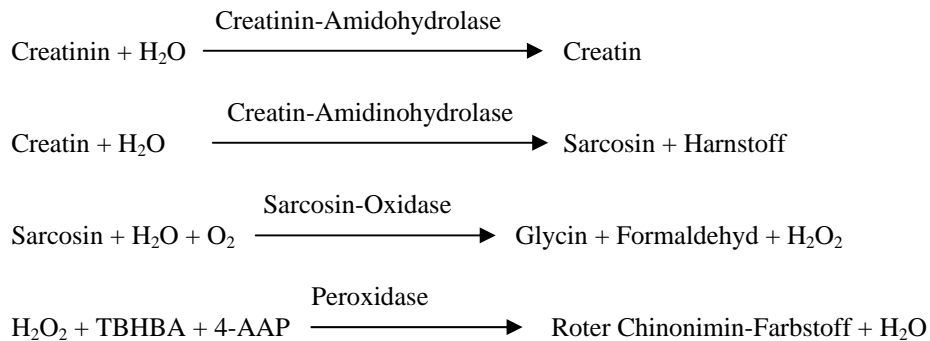 Creatinin-Amidohydrolase
Creatinin + H₂O → Creatin
Creatin-Amidinohydrolase
Creatin + H₂O → Sarcosin + Harnstoff
Sarcosin-Oxidase
Sarcosin + H₂O + O₂ → Glycin + Formaldehyd + H₂O₂
Peroxidase
H₂O₂ + TBHBA + 4-AAP → Roter Chinonimin-Farbstoff + H₂O